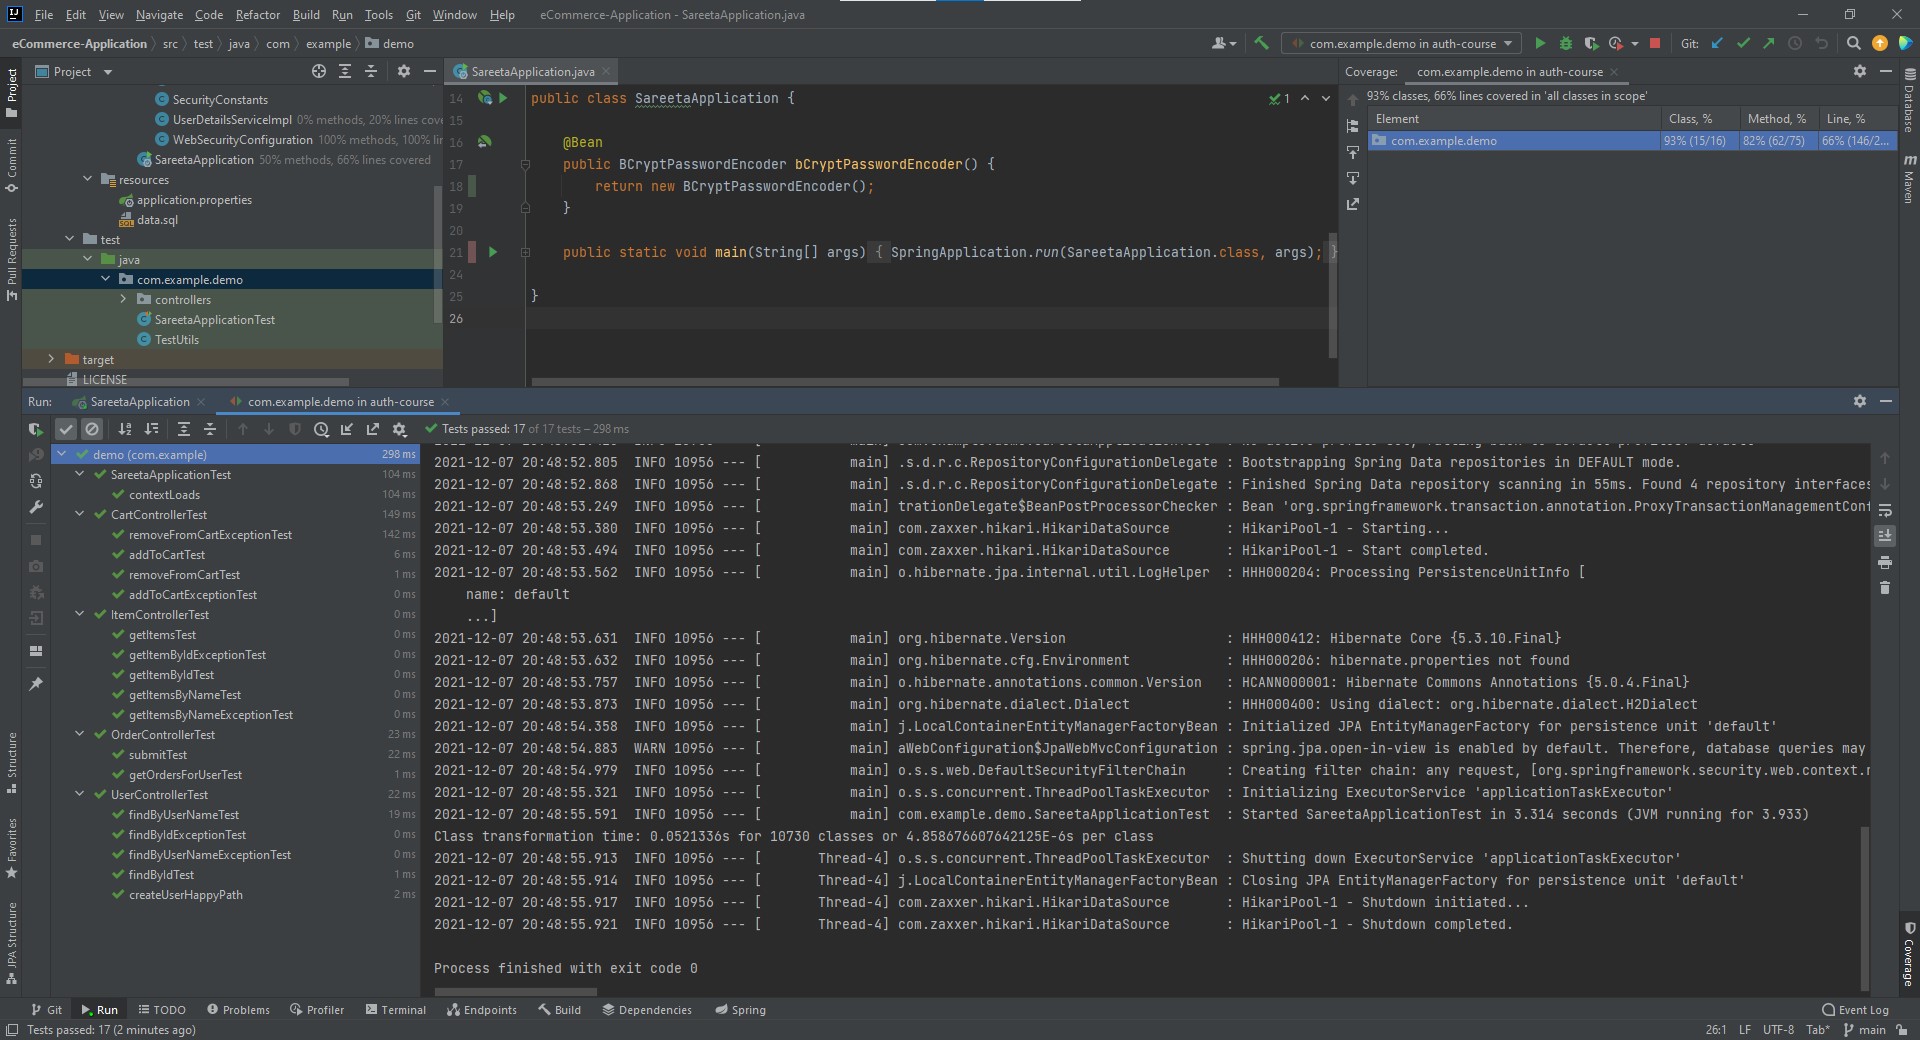 File Edit View Navigate Code Refactor Build Run Tools Git Window Help eCommerce-Application - SareetaApplication.java
eCommerce-Application src test java com example demo
com.example.demo in auth-course
Git:
Project
SecurityConstants
UserDetailsServiceImpl 0% methods, 20% lines cove
WebSecurityConfiguration 100% methods, 100% lin
SareetaApplication 50% methods, 66% lines covered
resources
application.properties
data.sql
test
java
com.example.demo
controllers
SareetaApplicationTest
TestUtils
target
LICENSE
SareetaApplication.java
14 public class SareetaApplication {
1
15
16 @Bean
17 public BCryptPasswordEncoder bCryptPasswordEncoder() {
18 return new BCryptPasswordEncoder();
19 }
20
21 public static void main(String[] args) { SpringApplication.run(SareetaApplication.class, args); }
24
25 }
26
Coverage: com.example.demo in auth-course
93% classes, 66% lines covered in 'all classes in scope'
Element Class, % Method, % Line, %
com.example.demo 93% (15/16) 82% (62/75) 66% (146/2...
Project
Commit
Pull Requests
Structure
Favorites
JPA Structure
Database
Maven
Coverage
Run: SareetaApplication com.example.demo in auth-course
Tests passed: 17 of 17 tests – 298 ms
demo (com.example) 298 ms
SareetaApplicationTest 104 ms
contextLoads 104 ms
CartControllerTest 149 ms
removeFromCartExceptionTest 142 ms
addToCartTest 6 ms
removeFromCartTest 1 ms
addToCartExceptionTest 0 ms
ItemControllerTest 0 ms
getItemsTest 0 ms
getItemByIdExceptionTest 0 ms
getItemByIdTest 0 ms
getItemsByNameTest 0 ms
getItemsByNameExceptionTest 0 ms
OrderControllerTest 23 ms
submitTest 22 ms
getOrdersForUserTest 1 ms
UserControllerTest 22 ms
findByUserNameTest 19 ms
findByIdExceptionTest 0 ms
findByUserNameExceptionTest 0 ms
findByIdTest 1 ms
createUserHappyPath 2 ms
2021-12-07 20:48:52.805 INFO 10956 --- [ main] .s.d.r.c.RepositoryConfigurationDelegate : Bootstrapping Spring Data repositories in DEFAULT mode.
2021-12-07 20:48:52.868 INFO 10956 --- [ main] .s.d.r.c.RepositoryConfigurationDelegate : Finished Spring Data repository scanning in 55ms. Found 4 repository interfaces
2021-12-07 20:48:53.249 INFO 10956 --- [ main] trationDelegate$BeanPostProcessorChecker : Bean 'org.springframework.transaction.annotation.ProxyTransactionManagementConf
2021-12-07 20:48:53.380 INFO 10956 --- [ main] com.zaxxer.hikari.HikariDataSource : HikariPool-1 - Starting...
2021-12-07 20:48:53.494 INFO 10956 --- [ main] com.zaxxer.hikari.HikariDataSource : HikariPool-1 - Start completed.
2021-12-07 20:48:53.562 INFO 10956 --- [ main] o.hibernate.jpa.internal.util.LogHelper : HHH000204: Processing PersistenceUnitInfo [
name: default
...]
2021-12-07 20:48:53.631 INFO 10956 --- [ main] org.hibernate.Version : HHH000412: Hibernate Core {5.3.10.Final}
2021-12-07 20:48:53.632 INFO 10956 --- [ main] org.hibernate.cfg.Environment : HHH000206: hibernate.properties not found
2021-12-07 20:48:53.757 INFO 10956 --- [ main] o.hibernate.annotations.common.Version : HCANN000001: Hibernate Commons Annotations {5.0.4.Final}
2021-12-07 20:48:53.873 INFO 10956 --- [ main] org.hibernate.dialect.Dialect : HHH000400: Using dialect: org.hibernate.dialect.H2Dialect
2021-12-07 20:48:54.358 INFO 10956 --- [ main] j.LocalContainerEntityManagerFactoryBean : Initialized JPA EntityManagerFactory for persistence unit 'default'
2021-12-07 20:48:54.883 WARN 10956 --- [ main] aWebConfiguration$JpaWebMvcConfiguration : spring.jpa.open-in-view is enabled by default. Therefore, database queries may
2021-12-07 20:48:54.979 INFO 10956 --- [ main] o.s.s.web.DefaultSecurityFilterChain : Creating filter chain: any request, [org.springframework.security.web.context.r
2021-12-07 20:48:55.321 INFO 10956 --- [ main] o.s.s.concurrent.ThreadPoolTaskExecutor : Initializing ExecutorService 'applicationTaskExecutor'
2021-12-07 20:48:55.591 INFO 10956 --- [ main] com.example.demo.SareetaApplicationTest : Started SareetaApplicationTest in 3.314 seconds (JVM running for 3.933)
Class transformation time: 0.0521336s for 10730 classes or 4.858676607642125E-6s per class
2021-12-07 20:48:55.913 INFO 10956 --- [ Thread-4] o.s.s.concurrent.ThreadPoolTaskExecutor : Shutting down ExecutorService 'applicationTaskExecutor'
2021-12-07 20:48:55.914 INFO 10956 --- [ Thread-4] j.LocalContainerEntityManagerFactoryBean : Closing JPA EntityManagerFactory for persistence unit 'default'
2021-12-07 20:48:55.917 INFO 10956 --- [ Thread-4] com.zaxxer.hikari.HikariDataSource : HikariPool-1 - Shutdown initiated...
2021-12-07 20:48:55.921 INFO 10956 --- [ Thread-4] com.zaxxer.hikari.HikariDataSource : HikariPool-1 - Shutdown completed.
Process finished with exit code 0
Git Run TODO Problems Profiler Terminal Endpoints Build Dependencies Spring Event Log
Tests passed: 17 (2 minutes ago) 26:1 LF UTF-8 Tab* main